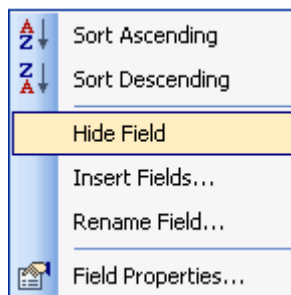 Sort Ascending
Sort Descending
Hide Field
Insert Fields...
Rename Field...
Field Properties...